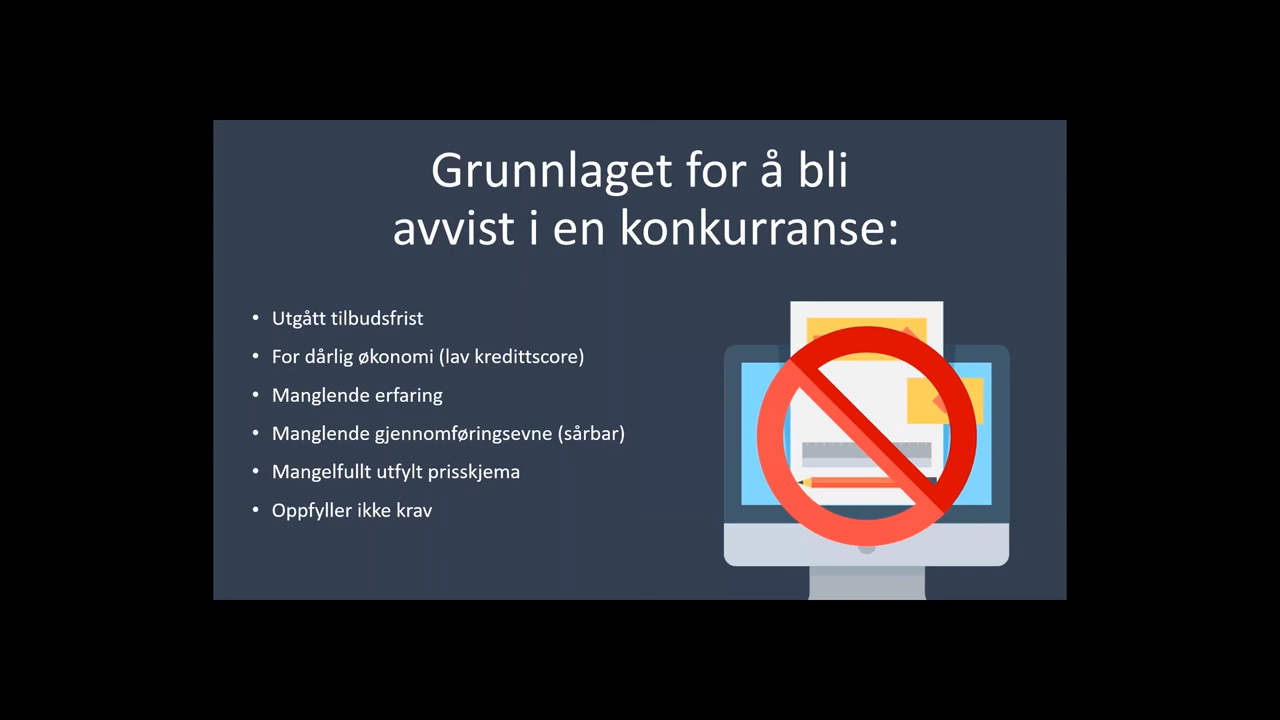 Grunnlaget for å bli
avvist i en konkurranse:
• Utgått tilbudsfrist
• For dårlig økonomi (lav kredittscore)
• Manglende erfaring
• Manglende gjennomføringsevne (sårbar)
• Mangelfullt utfylt prisskjema
• Oppfyller ikke krav